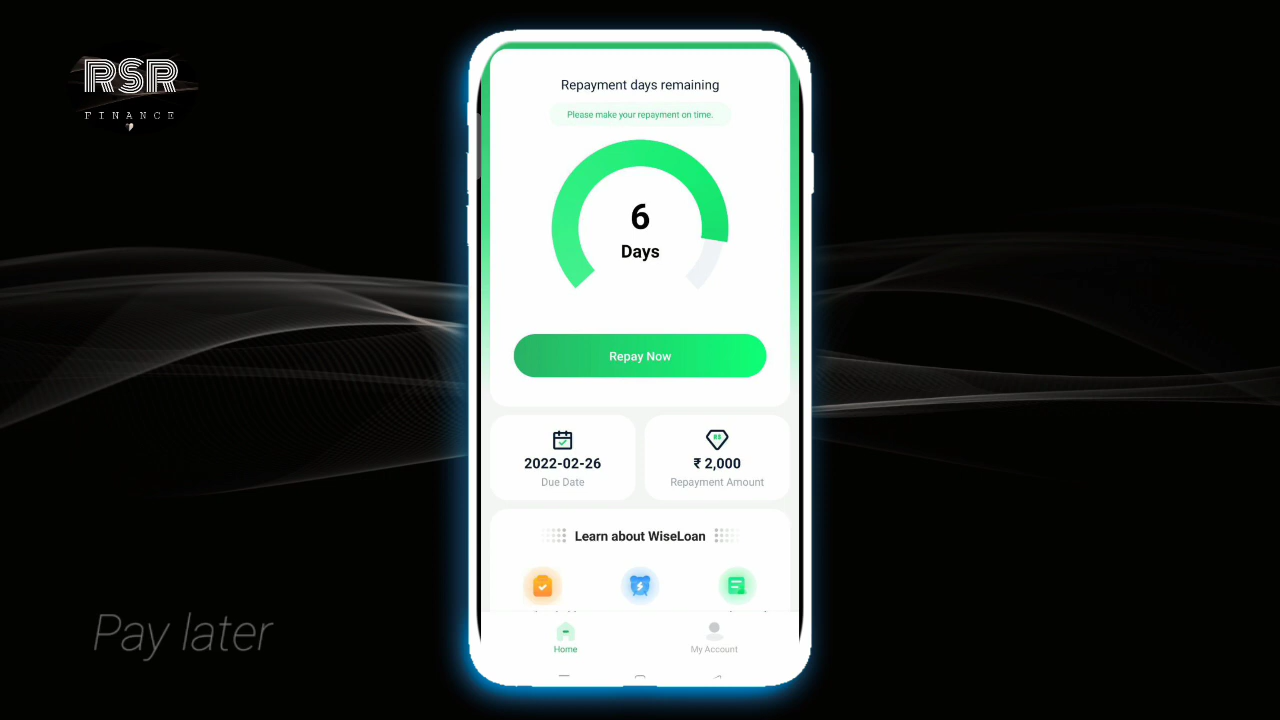 RSR
FINANCE
Repayment days remaining
Please make your repayment on time.
6
Days
Repay Now
2022-02-26
Due Date
₹ 2,000
Repayment Amount
Learn about WiseLoan
Home
My Account
Pay later